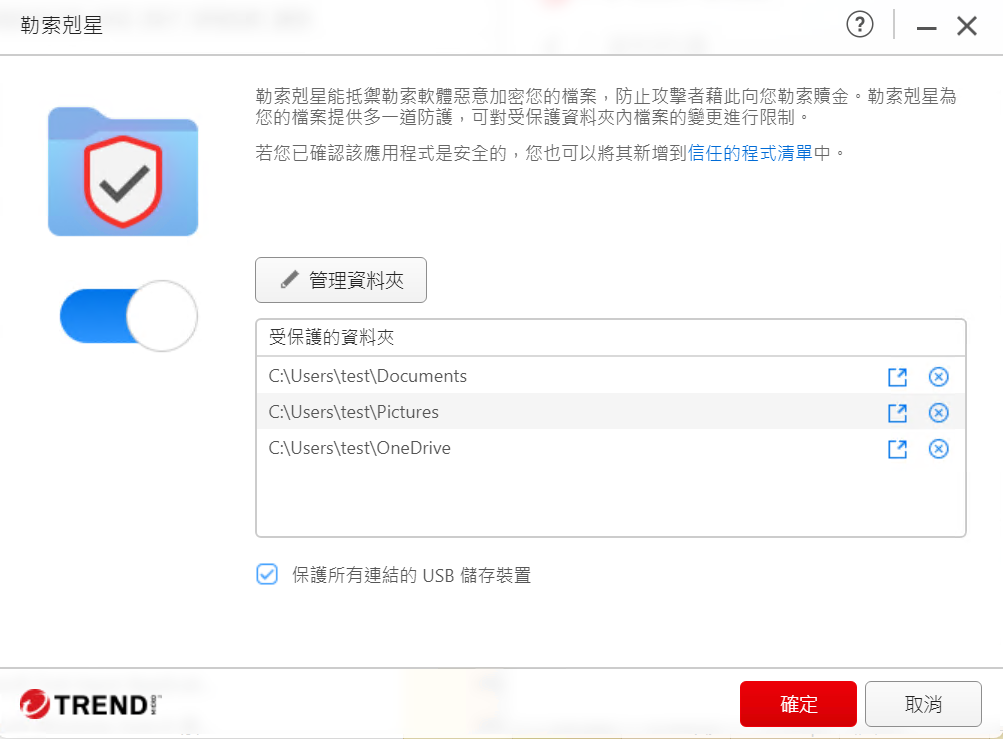 勒索剋星
勒索剋星能抵禦勒索軟體惡意加密您的檔案，防止攻擊者藉此向您勒索贖金。勒索剋星為
您的檔案提供多一道防護，可對受保護資料夾內檔案的變更進行限制。
若您已確認該應用程式是安全的，您也可以將其新增到信任的程式清單中。
管理資料夾
受保護的資料夾
C:\Users\test\Documents
C:\Users\test\Pictures
C:\Users\test\OneDrive
保護所有連結的 USB 儲存裝置
TREND MICRO
確定
取消